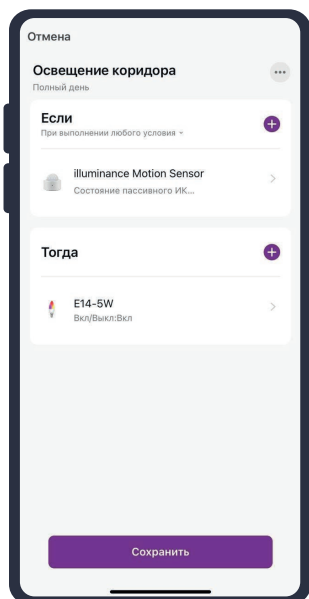 Отмена
Освещение коридора
Полный день
Если
При выполнении любого условия
illuminance Motion Sensor
Состояние пассивного ИК...
Тогда
E14-5W
Вкл/Выкл:Вкл
Сохранить